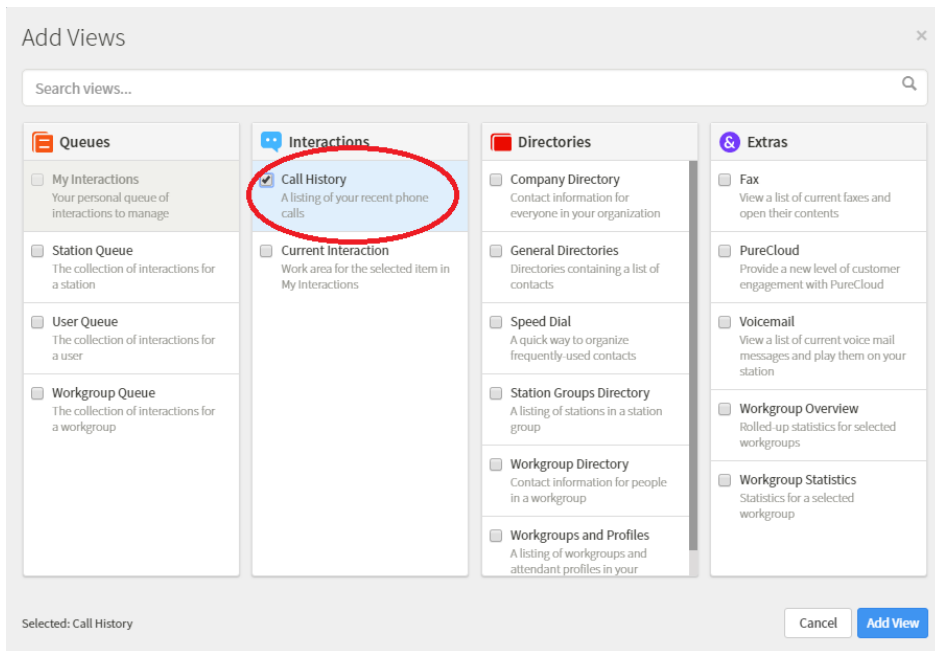 Add Views
×
Search views...
Queues
My Interactions
Your personal queue of
interactions to manage
Station Queue
The collection of interactions for
a station
User Queue
The collection of interactions for
a user
Workgroup Queue
The collection of interactions for
a workgroup
Interactions
Call History
A listing of your recent phone
calls
Current Interaction
Work area for the selected item in
My Interactions
Directories
Company Directory
Contact information for
everyone in your organization
General Directories
Directories containing a list of
contacts
Speed Dial
A quick way to organize
frequently-used contacts
Station Groups Directory
A listing of stations in a station
group
Workgroup Directory
Contact information for people
in a workgroup
Workgroups and Profiles
A listing of workgroups and
attendant profiles in your
& Extras
Fax
View a list of current faxes and
open their contents
PureCloud
Provide a new level of customer
engagement with PureCloud
Voicemail
View a list of current voice mail
messages and play them on your
station
Workgroup Overview
Rolled-up statistics for selected
workgroups
Workgroup Statistics
Statistics for a selected
workgroup
Selected: Call History
Cancel
Add View